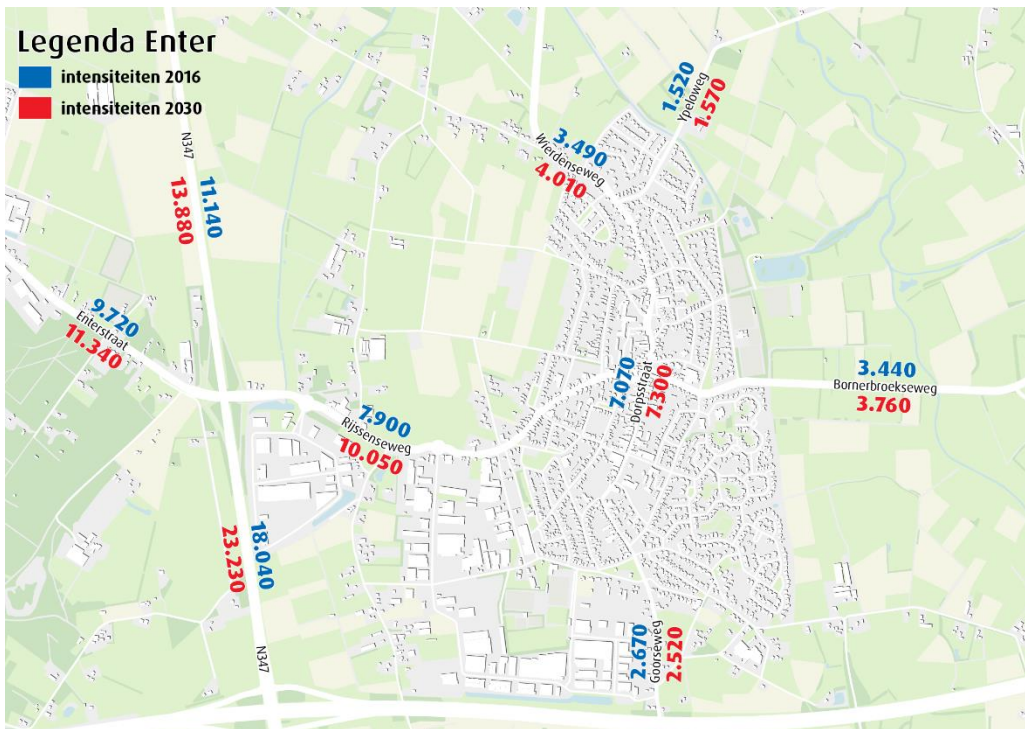 Legenda Enter
intensiteiten 2016
intensiteiten 2030
1.520
Ypeloweg
1.570
N347
3.490
Wierdenseweg
4.010
11.140
13.880
9.720
Enterstraat
11.340
7.070
Dorpsstraat
7.300
3.440
Bornerbroekseweg
3.760
7.900
Rijssenseweg
10.050
18.040
23.230
N347
2.670
Goorseweg
2.520